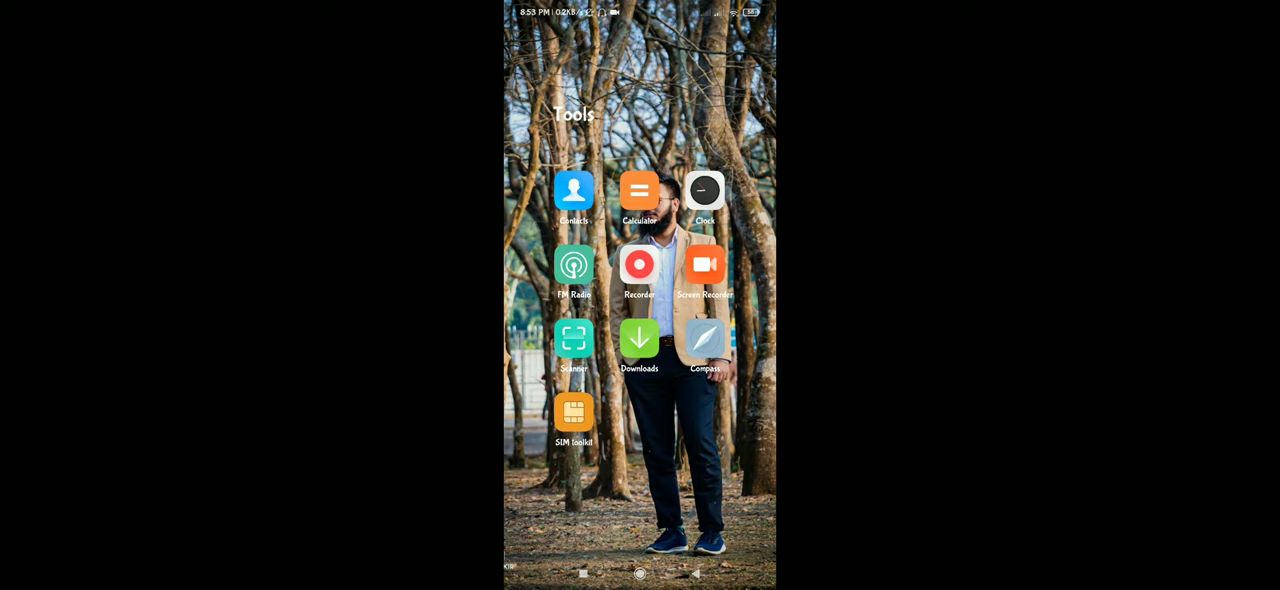 8:53 PM | 0.2KB/s 58
Tools
Contacts Calculator Clock
FM Radio Recorder Screen Recorder
Scanner Downloads Compass
SIM toolkit